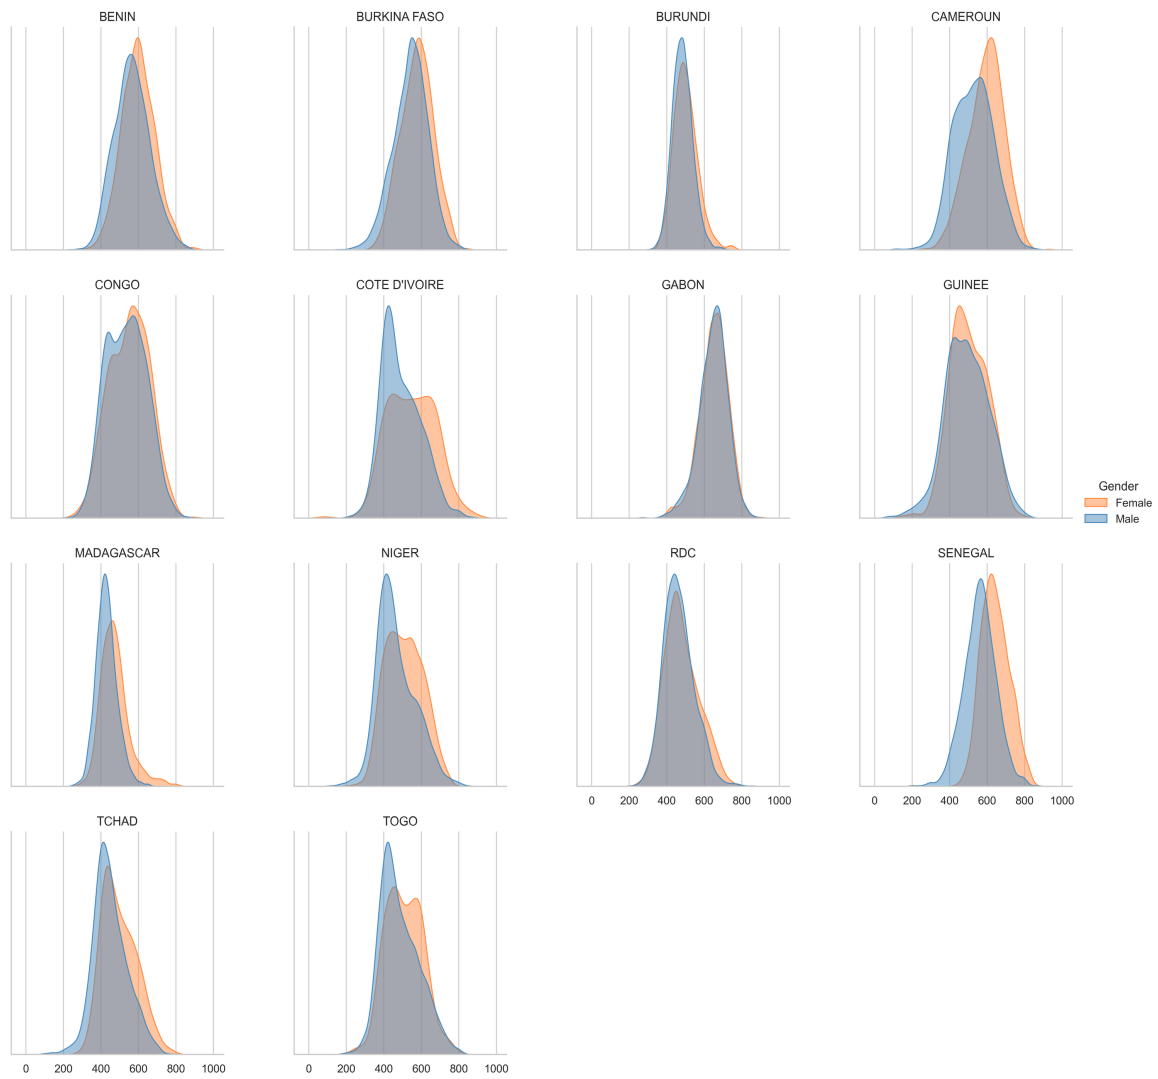 BENIN BURKINA FASO BURUNDI CAMEROUN
CONGO COTE D'IVOIRE GABON GUINEE
Gender
Female
Male
MADAGASCAR NIGER RDC SENEGAL
0 200 400 600 800 1000 0 200 400 600 800 1000
TCHAD TOGO
0 200 400 600 800 1000 0 200 400 600 800 1000